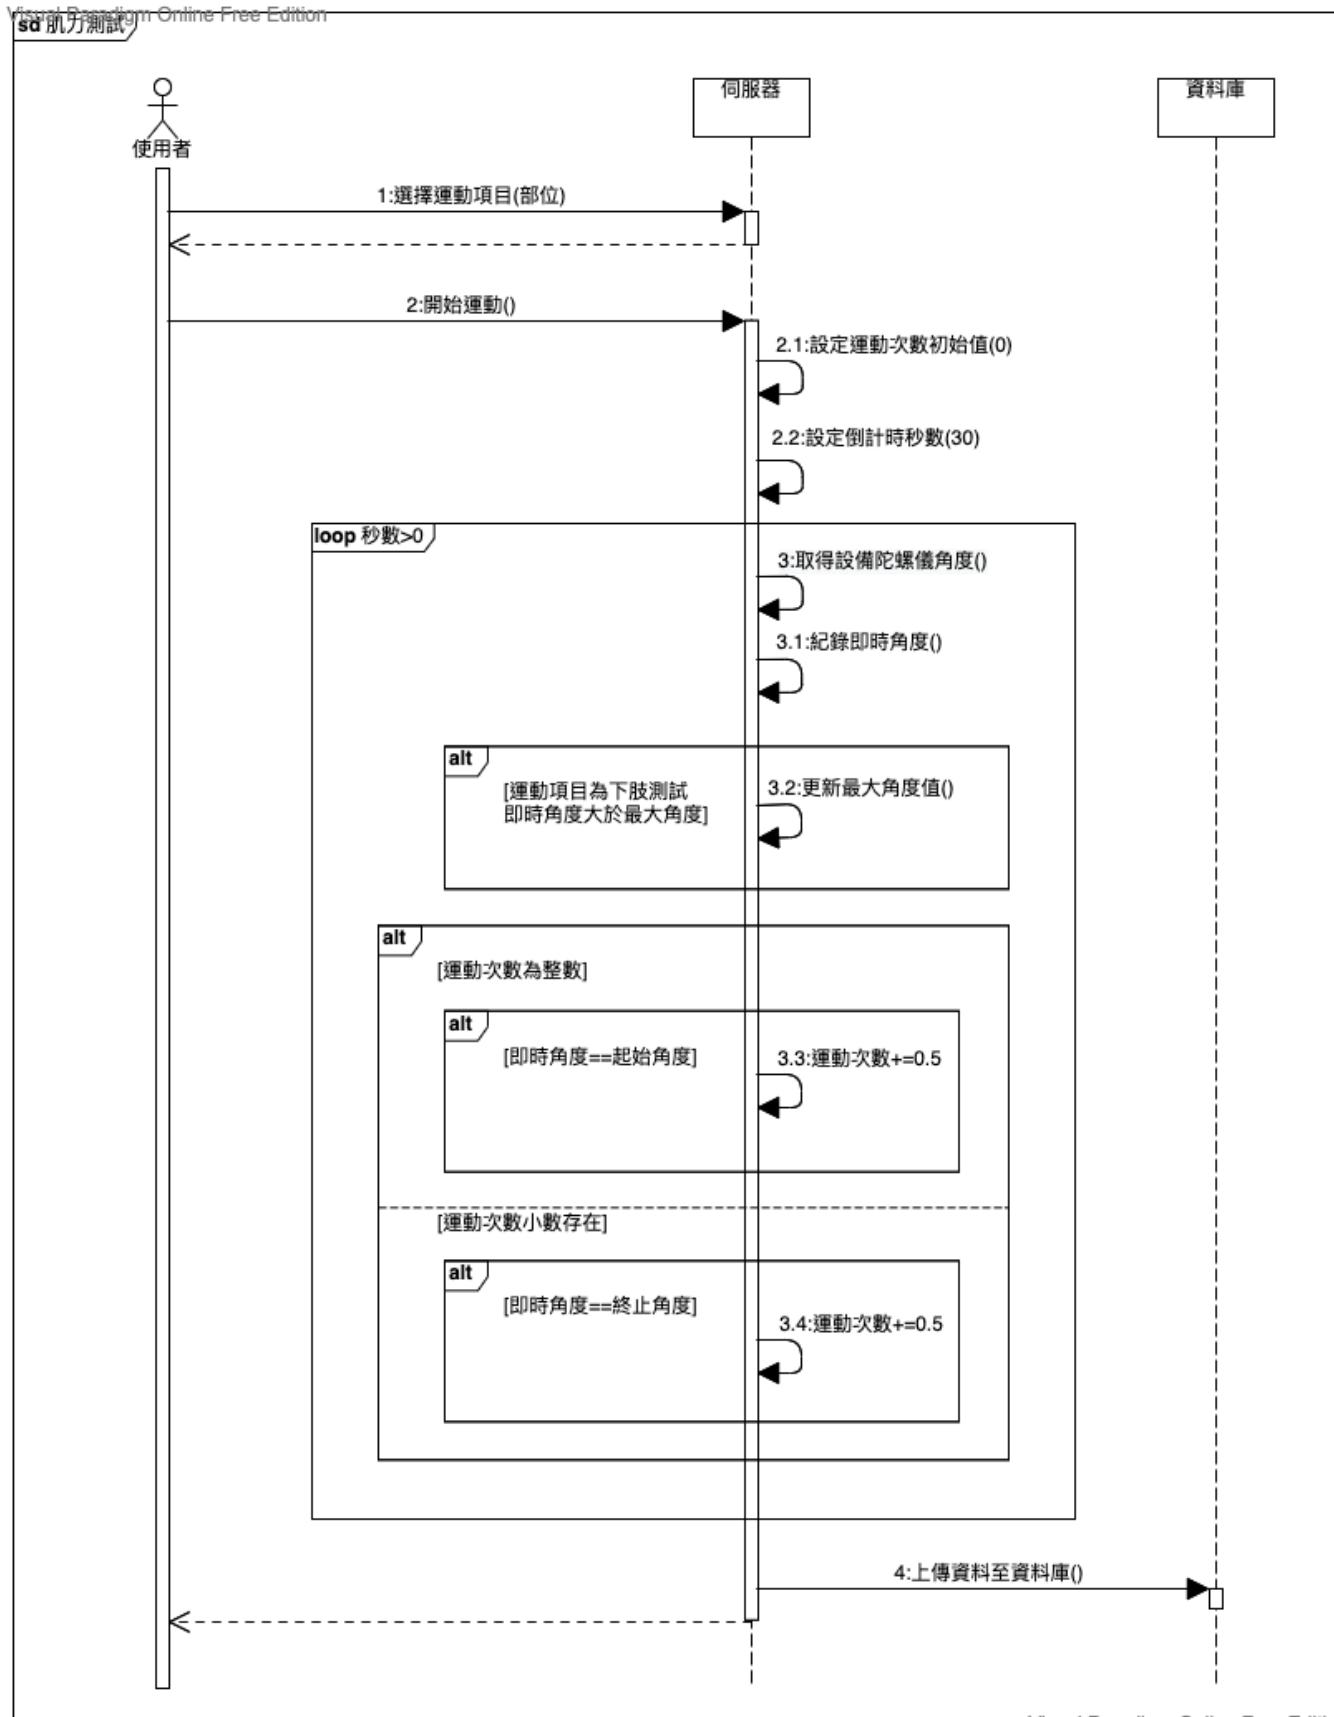 Visual Paradigm Online Free Edition
sd 肌力測試
伺服器
資料庫
使用者
1:選擇運動項目(部位)
2:開始運動()
2.1:設定運動次數初始值(0)
2.2:設定倒計時秒數(30)
loop 秒數>0
3:取得設備陀螺儀角度()
3.1:紀錄即時角度()
alt
[運動項目為下肢測試
即時角度大於最大角度]
3.2:更新最大角度值()
alt
[運動次數為整數]
alt
[即時角度==起始角度]
3.3:運動次數+=0.5
[運動次數小數存在]
alt
[即時角度==終止角度]
3.4:運動次數+=0.5
4:上傳資料至資料庫()